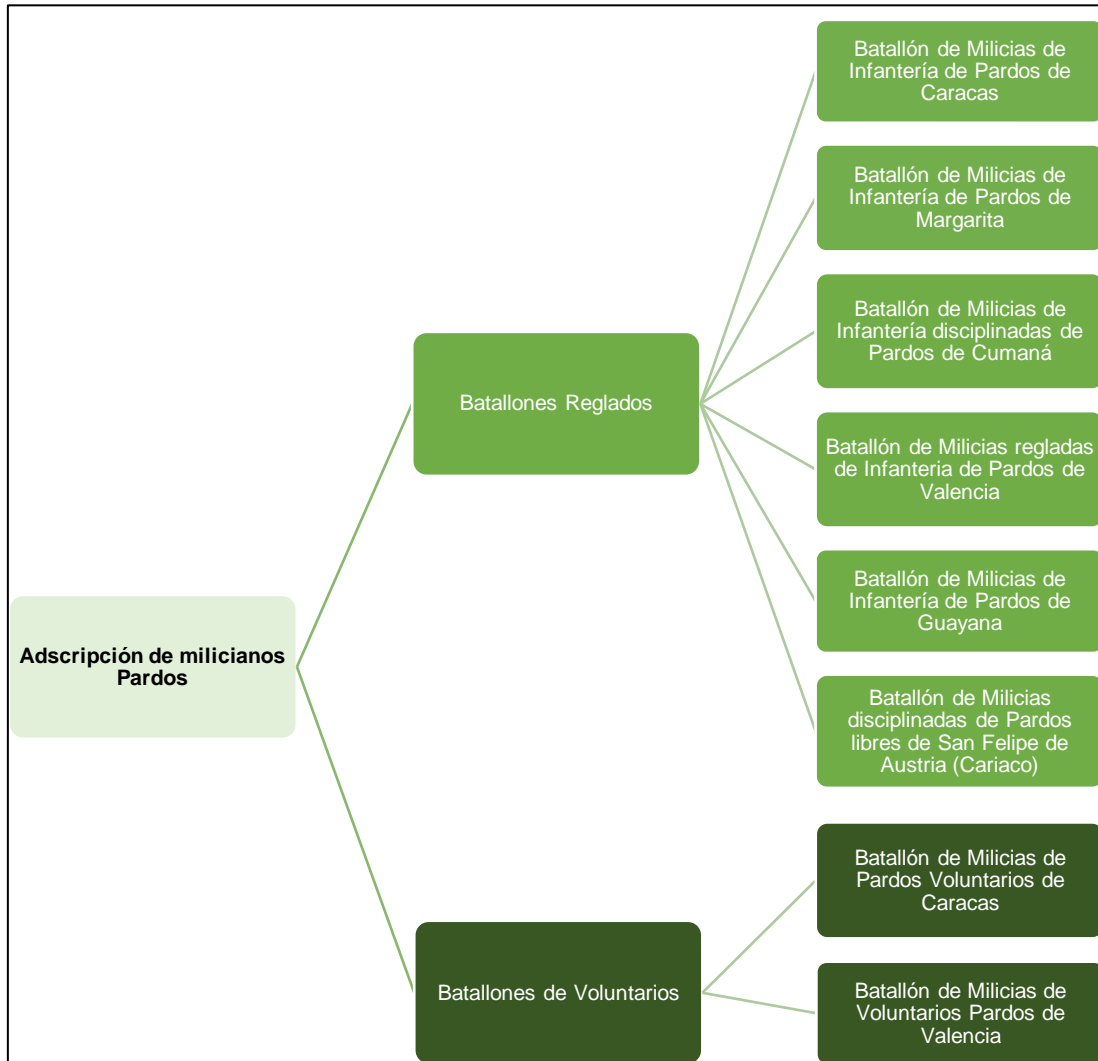 Adscripción de milicianos
Pardos
Batallones Reglados
Batallón de Milicias de
Infantería de Pardos de
Caracas
Batallón de Milicias de
Infantería de Pardos de
Margarita
Batallón de Milicias de
Infantería disciplinadas de
Pardos de Cumaná
Batallón de Milicias regladas
de Infanteria de Pardos de
Valencia
Batallón de Milicias de
Infantería de Pardos de
Guayana
Batallón de Milicias
disciplinadas de Pardos
libres de San Felipe de
Austria (Cariaco)
Batallones de Voluntarios
Batallón de Milicias de
Pardos Voluntarios de
Caracas
Batallón de Milicias de
Voluntarios Pardos de
Valencia